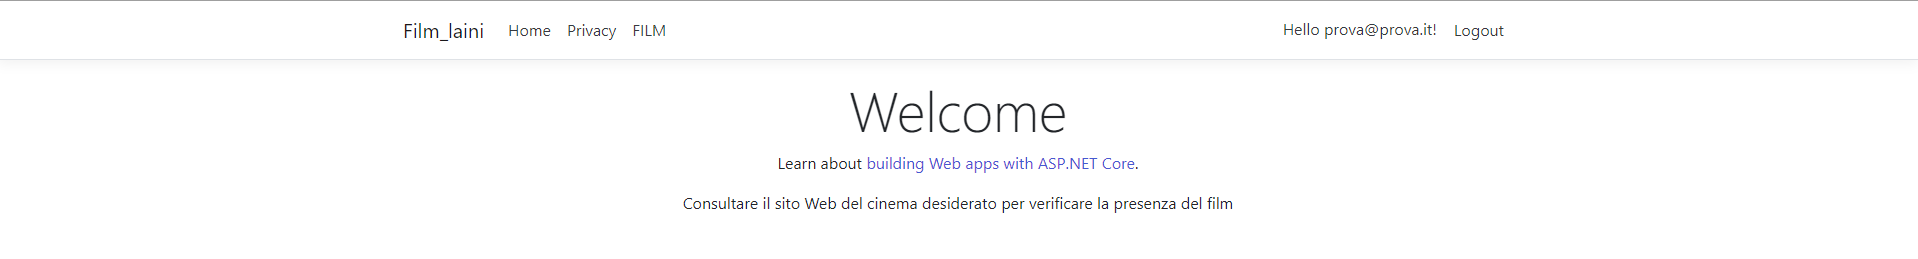 Film_laini Home Privacy FILM Hello prova@prova.it! Logout
Welcome
Learn about building Web apps with ASP.NET Core.
Consultare il sito Web del cinema desiderato per verificare la presenza del film